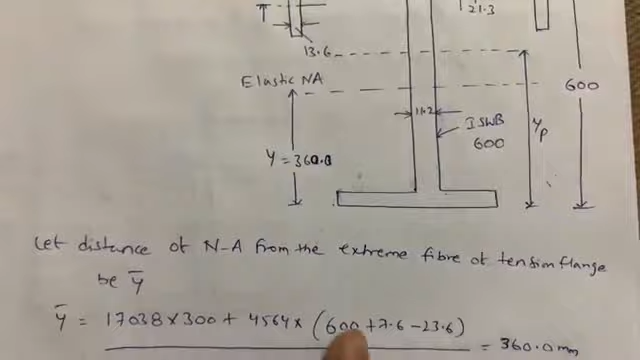 T
21.3
13.6
Elastic NA
600
11.2
ISWB
600
yp
y = 360.0
Let distance of N-A from the extreme fibre of tension flange
be ȳ
ȳ = 17038×300 + 4564× (600 +7.6 -23.6) = 360.0 mm